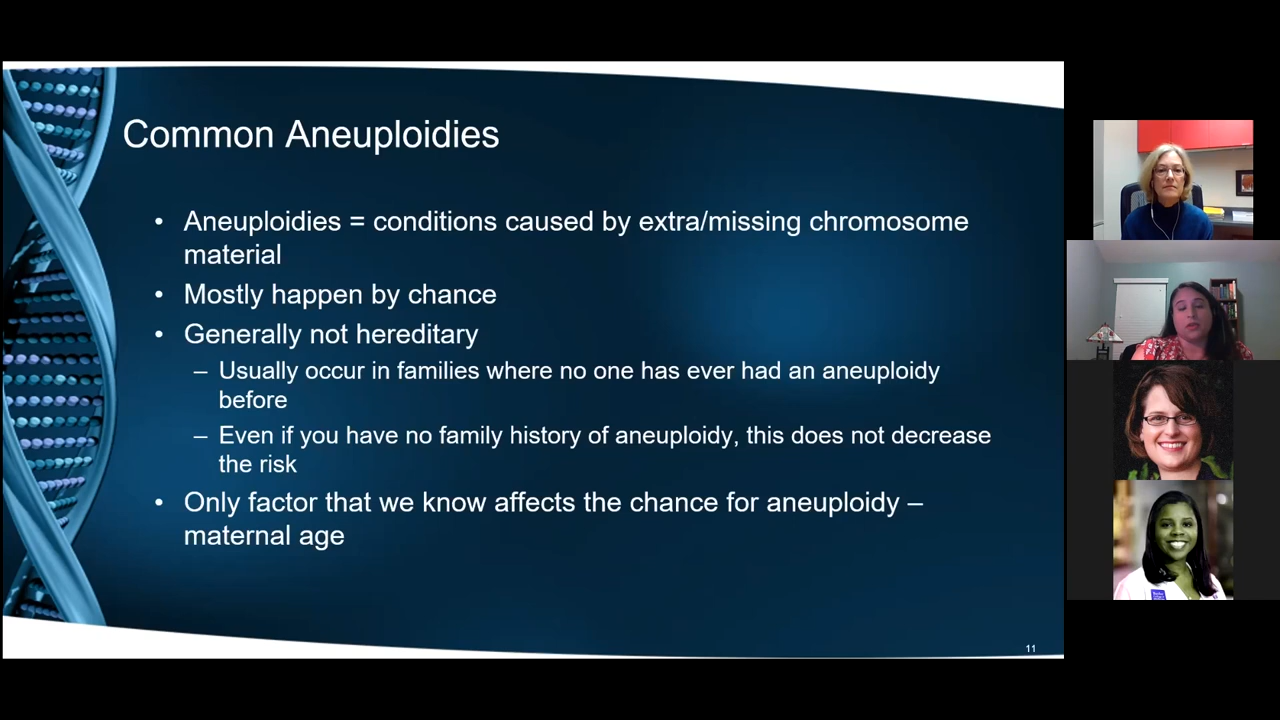 Common Aneuploidies
• Aneuploidies = conditions caused by extra/missing chromosome
material
• Mostly happen by chance
• Generally not hereditary
– Usually occur in families where no one has ever had an aneuploidy
before
– Even if you have no family history of aneuploidy, this does not decrease
the risk
• Only factor that we know affects the chance for aneuploidy –
maternal age
11